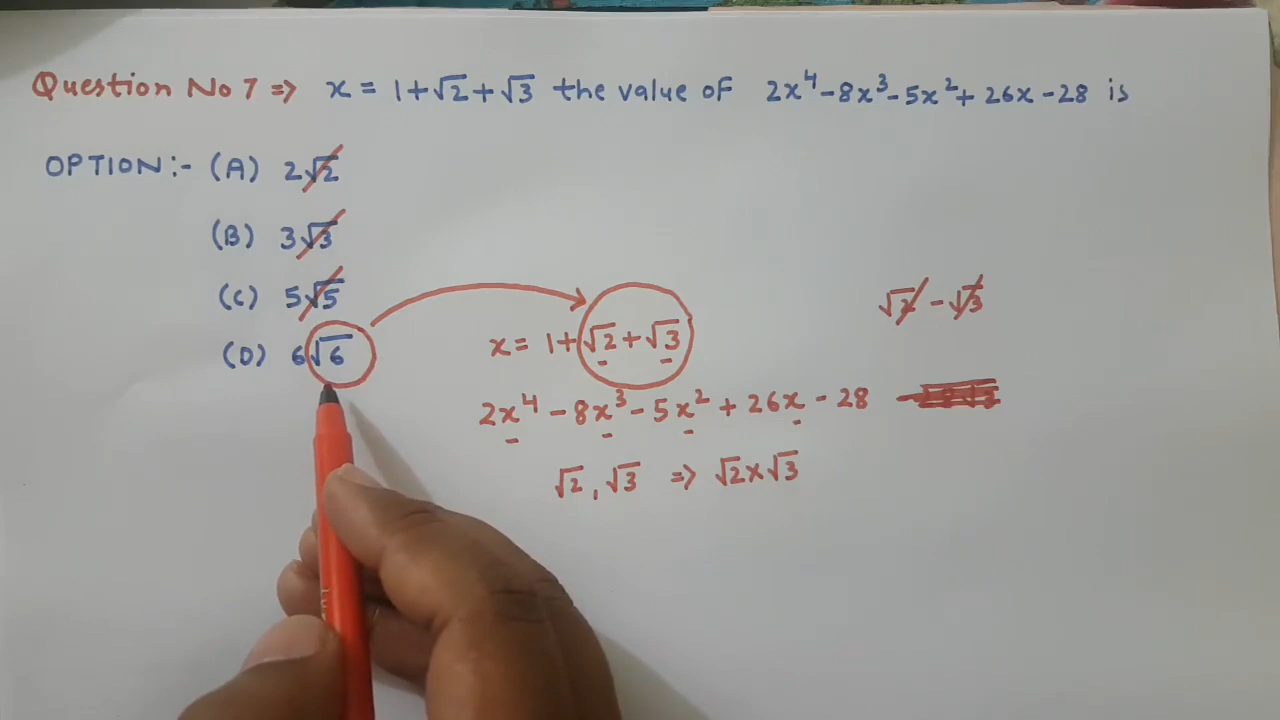 Question No 7 => x = 1+√2+√3 the value of 2x⁴-8x³-5x²+26x-28 is
OPTION:- (A) 2√2
(B) 3√3
(C) 5√5
(D) 6√6
√2 - √3
x = 1+√2+√3
2x⁴-8x³-5x²+26x-28
√2, √3 => √2×√3